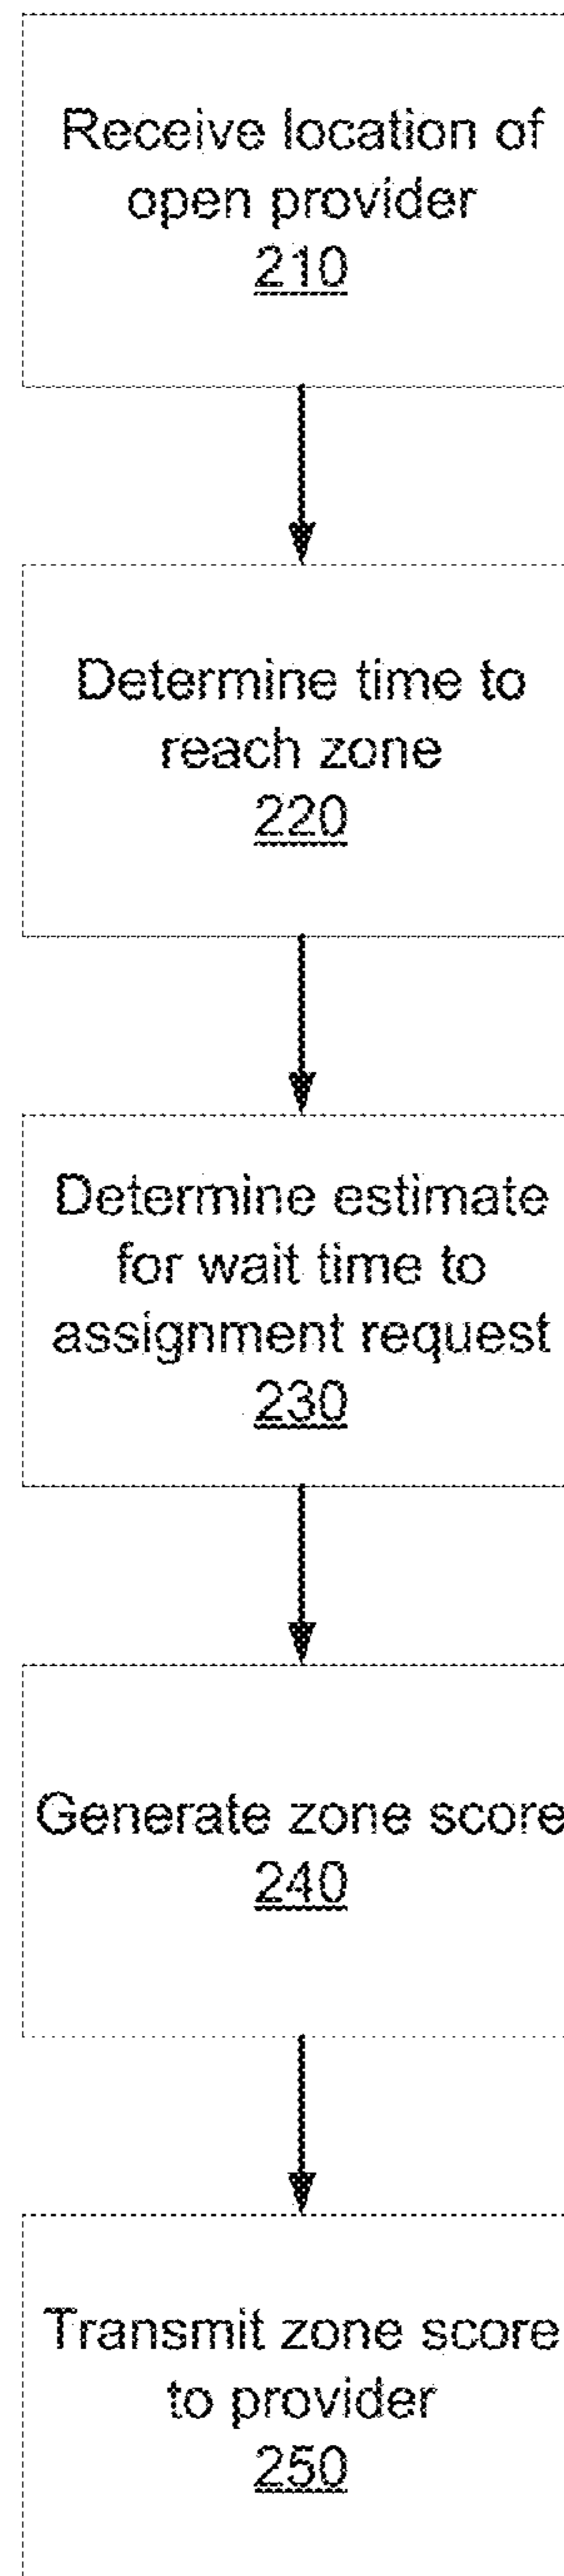 Receive location of
open provider
210
Determine time to
reach zone
220
Determine estimate
for wait time to
assignment request
230
Generate zone score
240
Transmit zone score
to provider
250